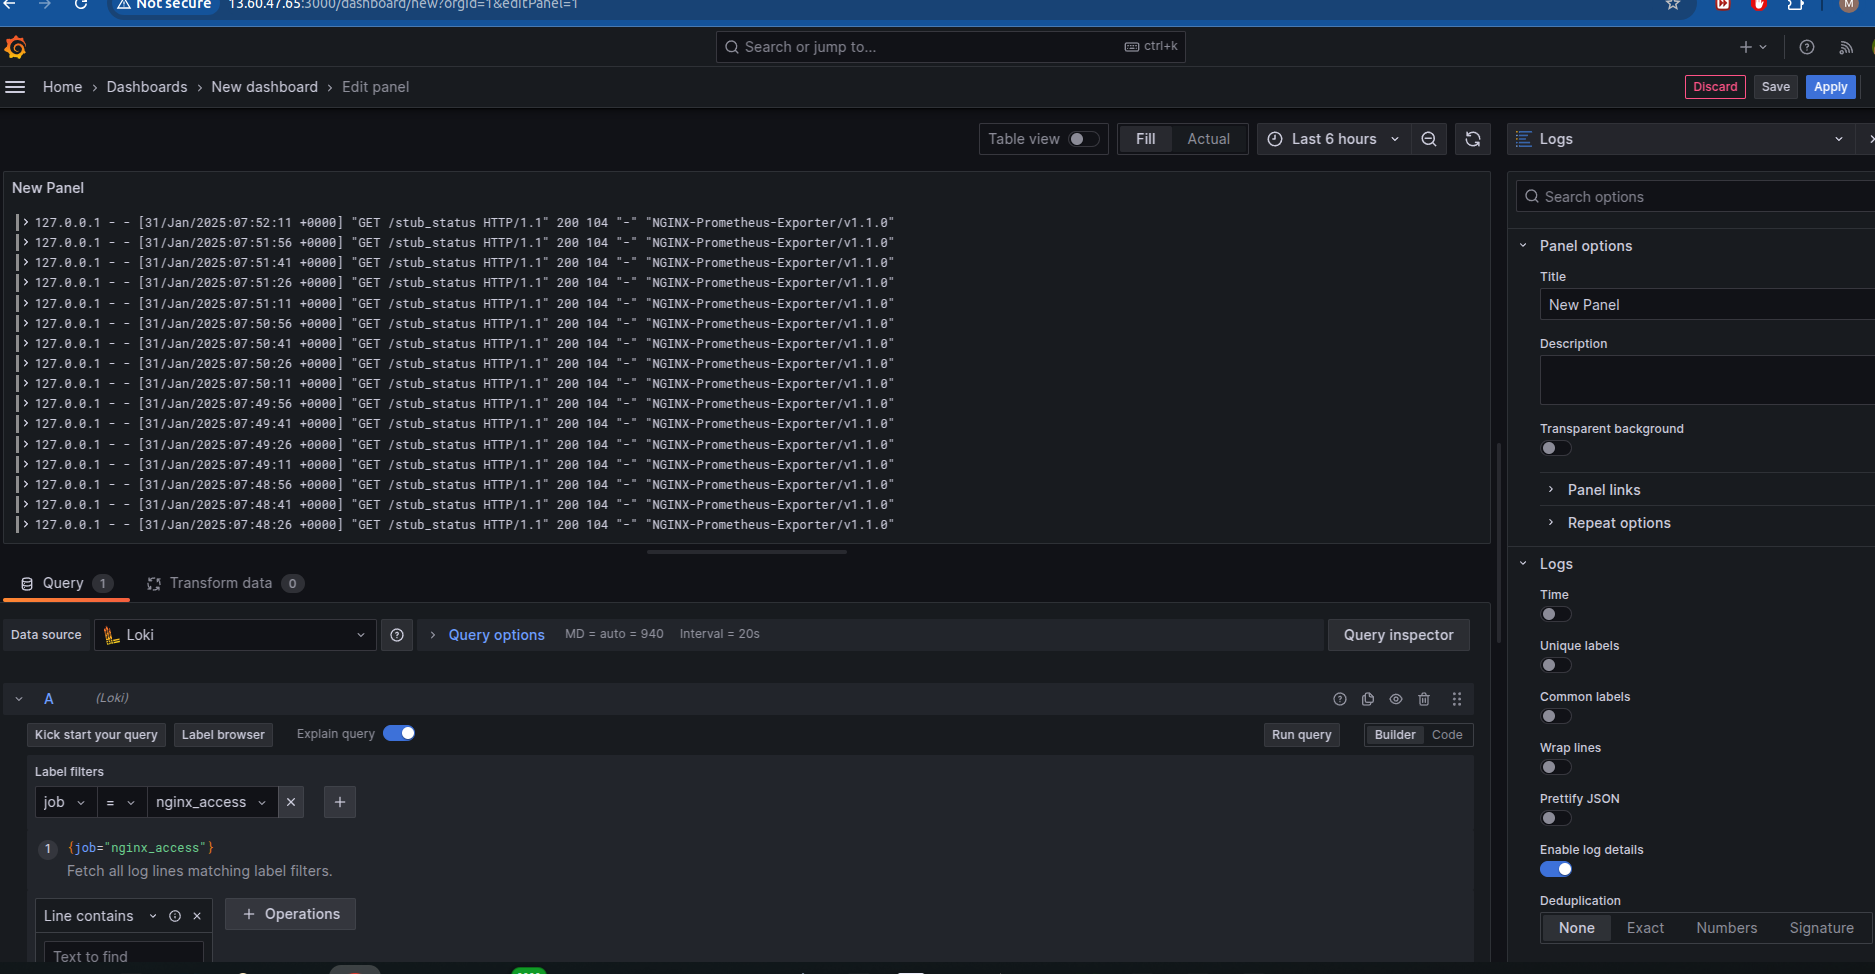 Not secure 13.60.47.65:3000/dashboard/new?orgId=1&editPanel=1
M
Search or jump to... ctrl+k
Home › Dashboards › New dashboard › Edit panel
Discard Save Apply
Table view Fill Actual Last 6 hours Logs
New Panel
127.0.0.1 - - [31/Jan/2025:07:52:11 +0000] "GET /stub_status HTTP/1.1" 200 104 "-" "NGINX-Prometheus-Exporter/v1.1.0"
127.0.0.1 - - [31/Jan/2025:07:51:56 +0000] "GET /stub_status HTTP/1.1" 200 104 "-" "NGINX-Prometheus-Exporter/v1.1.0"
127.0.0.1 - - [31/Jan/2025:07:51:41 +0000] "GET /stub_status HTTP/1.1" 200 104 "-" "NGINX-Prometheus-Exporter/v1.1.0"
127.0.0.1 - - [31/Jan/2025:07:51:26 +0000] "GET /stub_status HTTP/1.1" 200 104 "-" "NGINX-Prometheus-Exporter/v1.1.0"
127.0.0.1 - - [31/Jan/2025:07:51:11 +0000] "GET /stub_status HTTP/1.1" 200 104 "-" "NGINX-Prometheus-Exporter/v1.1.0"
127.0.0.1 - - [31/Jan/2025:07:50:56 +0000] "GET /stub_status HTTP/1.1" 200 104 "-" "NGINX-Prometheus-Exporter/v1.1.0"
127.0.0.1 - - [31/Jan/2025:07:50:41 +0000] "GET /stub_status HTTP/1.1" 200 104 "-" "NGINX-Prometheus-Exporter/v1.1.0"
127.0.0.1 - - [31/Jan/2025:07:50:26 +0000] "GET /stub_status HTTP/1.1" 200 104 "-" "NGINX-Prometheus-Exporter/v1.1.0"
127.0.0.1 - - [31/Jan/2025:07:50:11 +0000] "GET /stub_status HTTP/1.1" 200 104 "-" "NGINX-Prometheus-Exporter/v1.1.0"
127.0.0.1 - - [31/Jan/2025:07:49:56 +0000] "GET /stub_status HTTP/1.1" 200 104 "-" "NGINX-Prometheus-Exporter/v1.1.0"
127.0.0.1 - - [31/Jan/2025:07:49:41 +0000] "GET /stub_status HTTP/1.1" 200 104 "-" "NGINX-Prometheus-Exporter/v1.1.0"
127.0.0.1 - - [31/Jan/2025:07:49:26 +0000] "GET /stub_status HTTP/1.1" 200 104 "-" "NGINX-Prometheus-Exporter/v1.1.0"
127.0.0.1 - - [31/Jan/2025:07:49:11 +0000] "GET /stub_status HTTP/1.1" 200 104 "-" "NGINX-Prometheus-Exporter/v1.1.0"
127.0.0.1 - - [31/Jan/2025:07:48:56 +0000] "GET /stub_status HTTP/1.1" 200 104 "-" "NGINX-Prometheus-Exporter/v1.1.0"
127.0.0.1 - - [31/Jan/2025:07:48:41 +0000] "GET /stub_status HTTP/1.1" 200 104 "-" "NGINX-Prometheus-Exporter/v1.1.0"
127.0.0.1 - - [31/Jan/2025:07:48:26 +0000] "GET /stub_status HTTP/1.1" 200 104 "-" "NGINX-Prometheus-Exporter/v1.1.0"
Query 1 Transform data 0
Data source Loki Query options MD = auto = 940 Interval = 20s Query inspector
A (Loki)
Kick start your query Label browser Explain query Run query Builder Code
Label filters
job = nginx_access
1 {job="nginx_access"}
Fetch all log lines matching label filters.
Line contains + Operations
Text to find
Search options
Panel options
Title
New Panel
Description
Transparent background
Panel links
Repeat options
Logs
Time
Unique labels
Common labels
Wrap lines
Prettify JSON
Enable log details
Deduplication
None Exact Numbers Signature